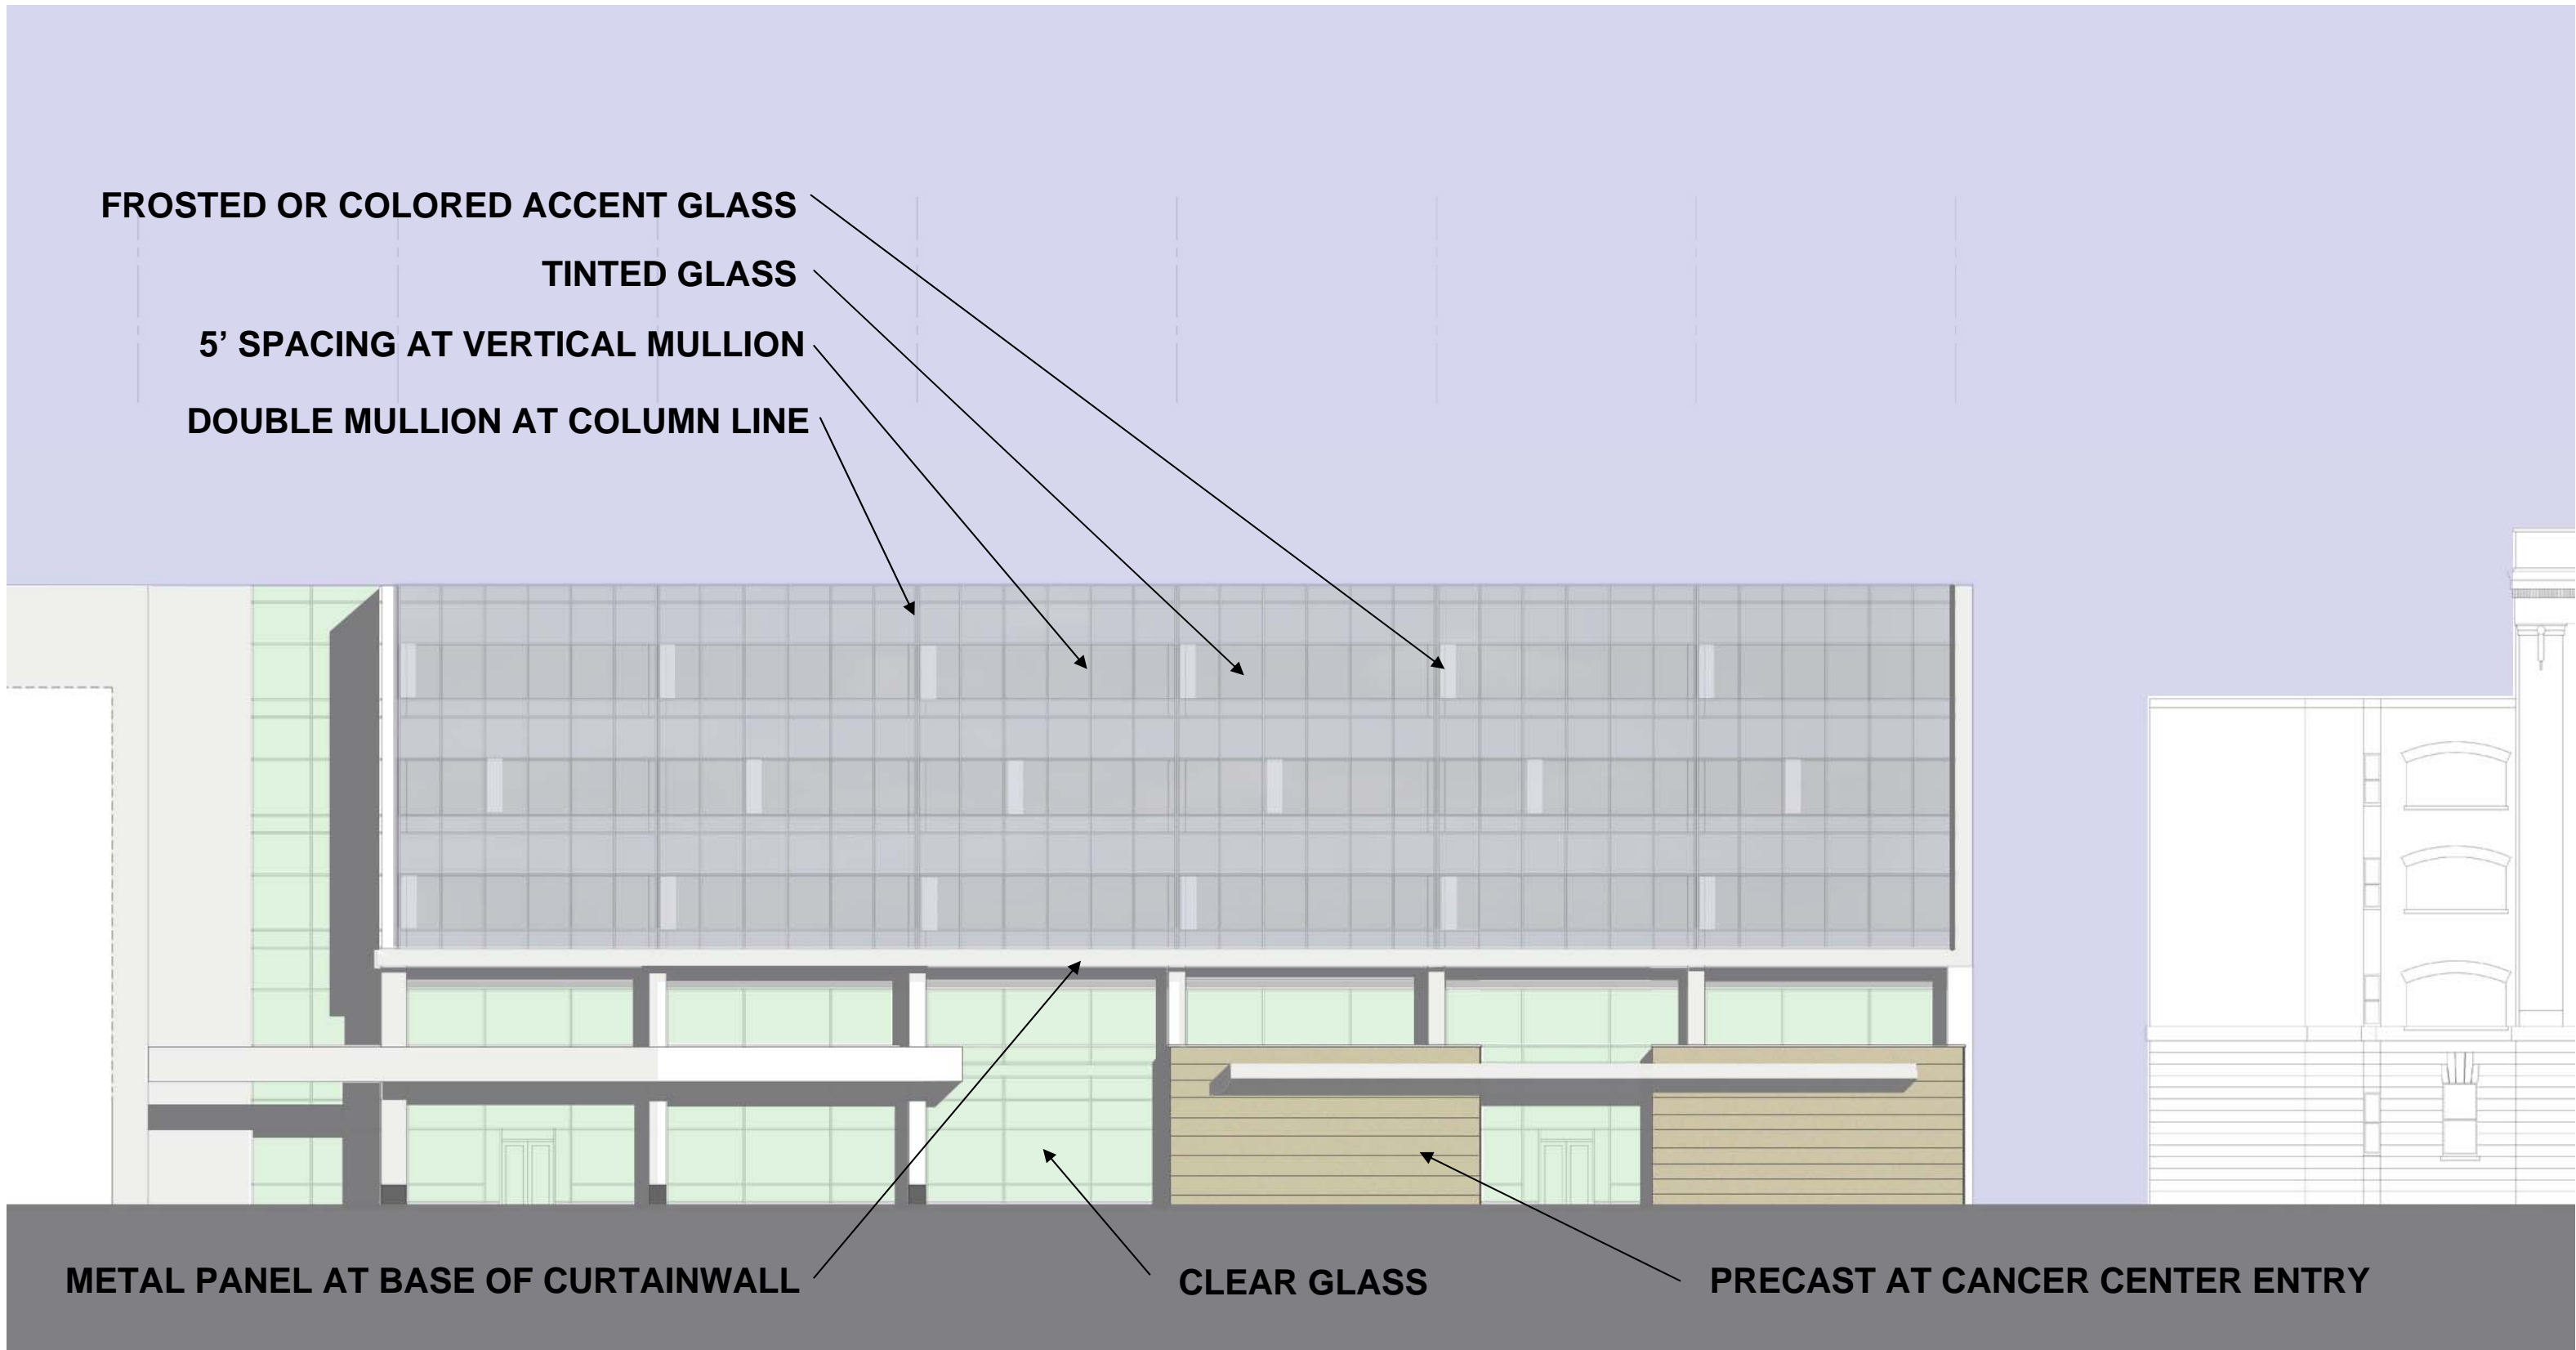 FROSTED OR COLORED ACCENT GLASS
TINTED GLASS
5’ SPACING AT VERTICAL MULLION
DOUBLE MULLION AT COLUMN LINE
METAL PANEL AT BASE OF CURTAINWALL
CLEAR GLASS
PRECAST AT CANCER CENTER ENTRY